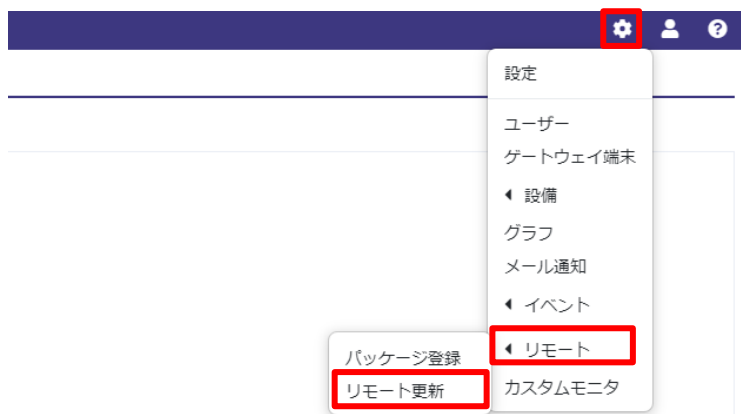 設定
ユーザー
ゲートウェイ端末
設備
グラフ
メール通知
イベント
リモート
パッケージ登録
リモート更新
カスタムモニタ